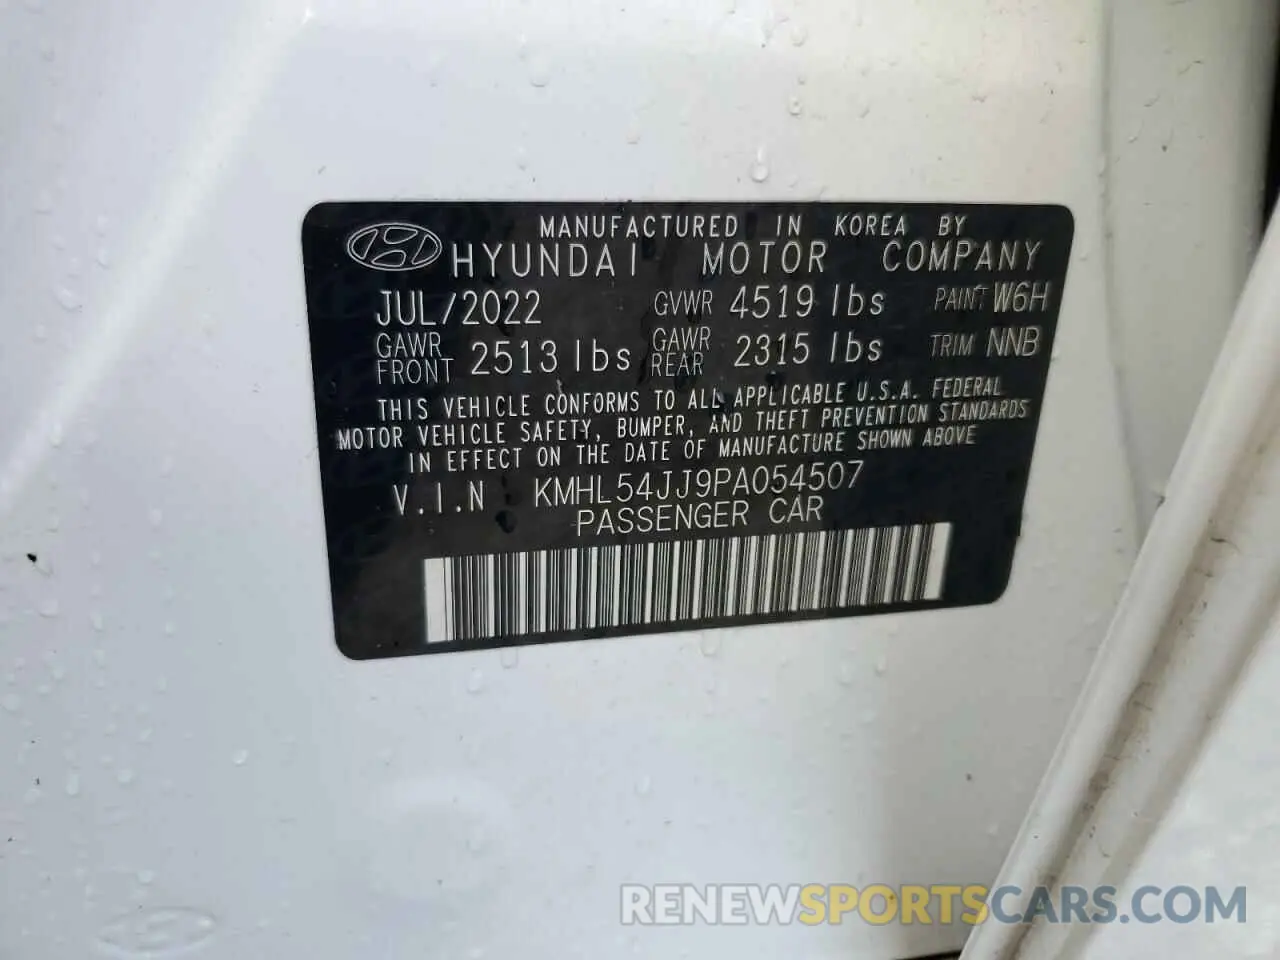 MANUFACTURED IN KOREA BY
HYUNDAI MOTOR COMPANY
JUL/2022 GVWR 4519 lbs PAINT W6H
GAWR FRONT 2513 lbs GAWR REAR 2315 lbs TRIM NNB
THIS VEHICLE CONFORMS TO ALL APPLICABLE U.S.A. FEDERAL
MOTOR VEHICLE SAFETY, BUMPER, AND THEFT PREVENTION STANDARDS
IN EFFECT ON THE DATE OF MANUFACTURE SHOWN ABOVE
V.I.N KMHL54JJ9PA054507
PASSENGER CAR
RENEWSPORTSCARS.COM